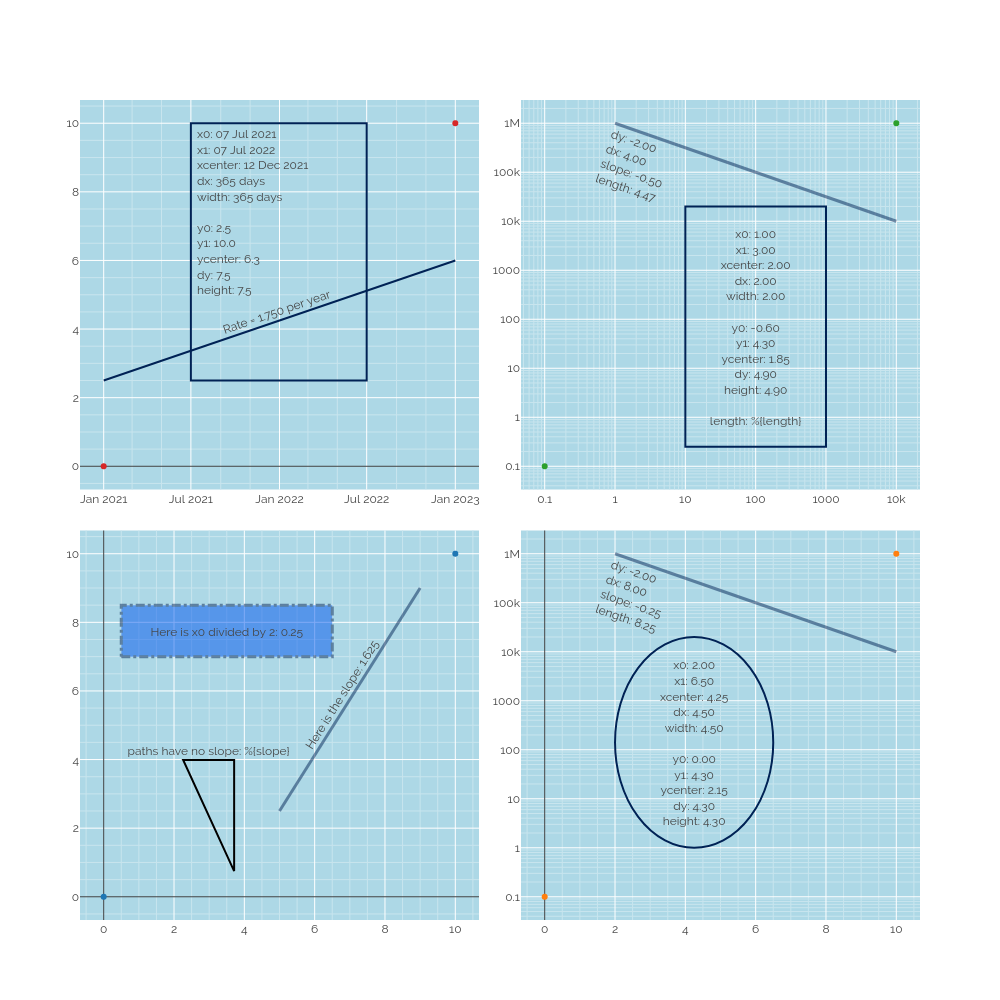 10
8
6
4
2
0
x0: 07 Jul 2021
x1: 07 Jul 2022
xcenter: 12 Dec 2021
dx: 365 days
width: 365 days
y0: 2.5
y1: 10.0
ycenter: 6.3
dy: 7.5
height: 7.5
Rate = 1.750 per year
Jan 2021
Jul 2021
Jan 2022
Jul 2022
Jan 2023
1M
100k
10k
1000
100
10
1
0.1
dy: -2.00
dx: 4.00
slope: -0.50
length: 4.47
x0: 1.00
x1: 3.00
xcenter: 2.00
dx: 2.00
width: 2.00
y0: -0.60
y1: 4.30
ycenter: 1.85
dy: 4.90
height: 4.90
length: %{length}
0.1
1
10
100
1000
10k
10
8
6
4
2
0
Here is x0 divided by 2: 0.25
Here is the slope: 1.625
paths have no slope: %{slope}
0
2
4
6
8
10
1M
100k
10k
1000
100
10
1
0.1
dy: -2.00
dx: 8.00
slope: -0.25
length: 8.25
x0: 2.00
x1: 6.50
xcenter: 4.25
dx: 4.50
width: 4.50
y0: 0.00
y1: 4.30
ycenter: 2.15
dy: 4.30
height: 4.30
0
2
4
6
8
10